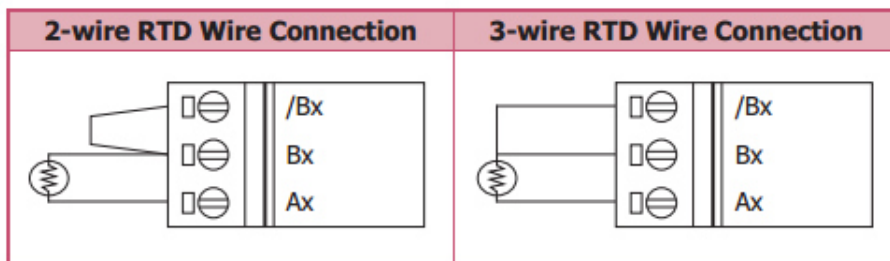 2-wire RTD Wire Connection
3-wire RTD Wire Connection
/Bx
Bx
Ax
/Bx
Bx
Ax